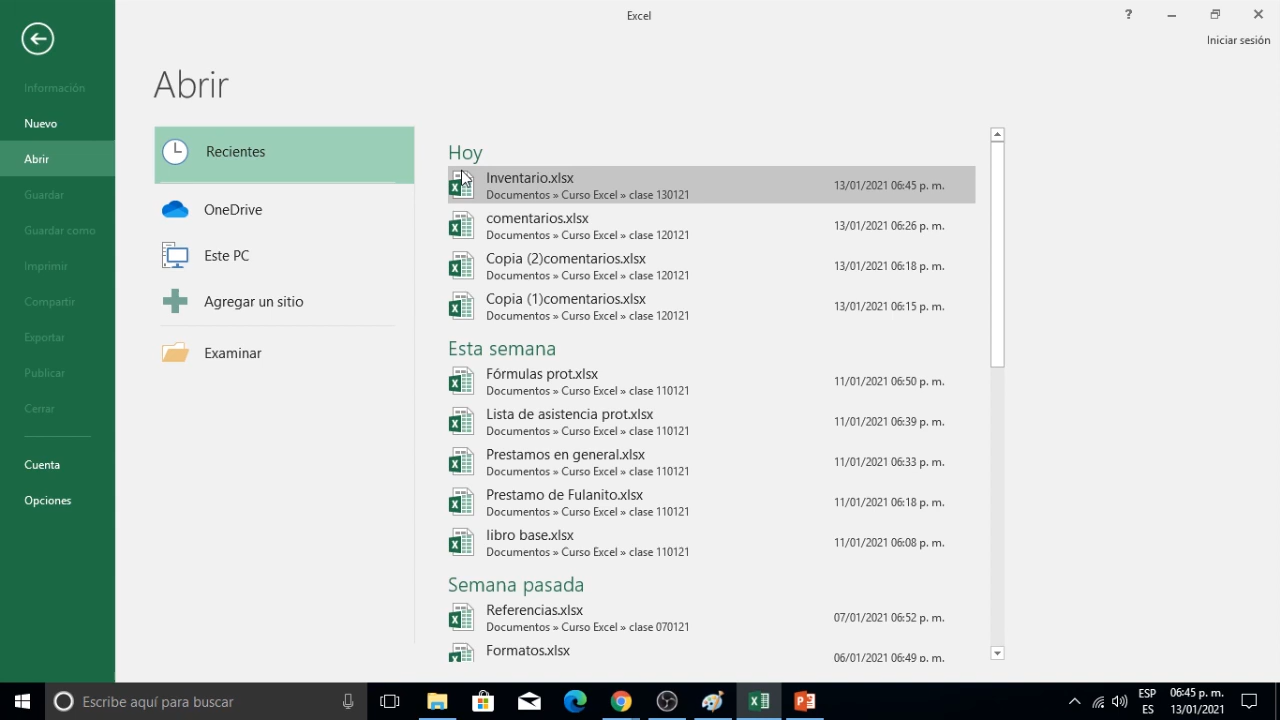 Excel
?
Iniciar sesión
Información
Nuevo
Abrir
Guardar
Guardar como
Imprimir
Compartir
Exportar
Publicar
Cerrar
Cuenta
Opciones
Abrir
Recientes
OneDrive
Este PC
Agregar un sitio
Examinar
Hoy
Inventario.xlsx
Documentos » Curso Excel » clase 130121
13/01/2021 06:45 p. m.
comentarios.xlsx
Documentos » Curso Excel » clase 120121
13/01/2021 06:26 p. m.
Copia (2)comentarios.xlsx
Documentos » Curso Excel » clase 120121
13/01/2021 06:18 p. m.
Copia (1)comentarios.xlsx
Documentos » Curso Excel » clase 120121
13/01/2021 06:15 p. m.
Esta semana
Fórmulas prot.xlsx
Documentos » Curso Excel » clase 110121
11/01/2021 06:50 p. m.
Lista de asistencia prot.xlsx
Documentos » Curso Excel » clase 110121
11/01/2021 06:39 p. m.
Prestamos en general.xlsx
Documentos » Curso Excel » clase 110121
11/01/2021 06:33 p. m.
Prestamo de Fulanito.xlsx
Documentos » Curso Excel » clase 110121
11/01/2021 06:18 p. m.
libro base.xlsx
Documentos » Curso Excel » clase 110121
11/01/2021 06:08 p. m.
Semana pasada
Referencias.xlsx
Documentos » Curso Excel » clase 070121
07/01/2021 06:52 p. m.
Formatos.xlsx
06/01/2021 06:49 p. m.
Escribe aquí para buscar
ESP
ES
06:45 p. m.
13/01/2021